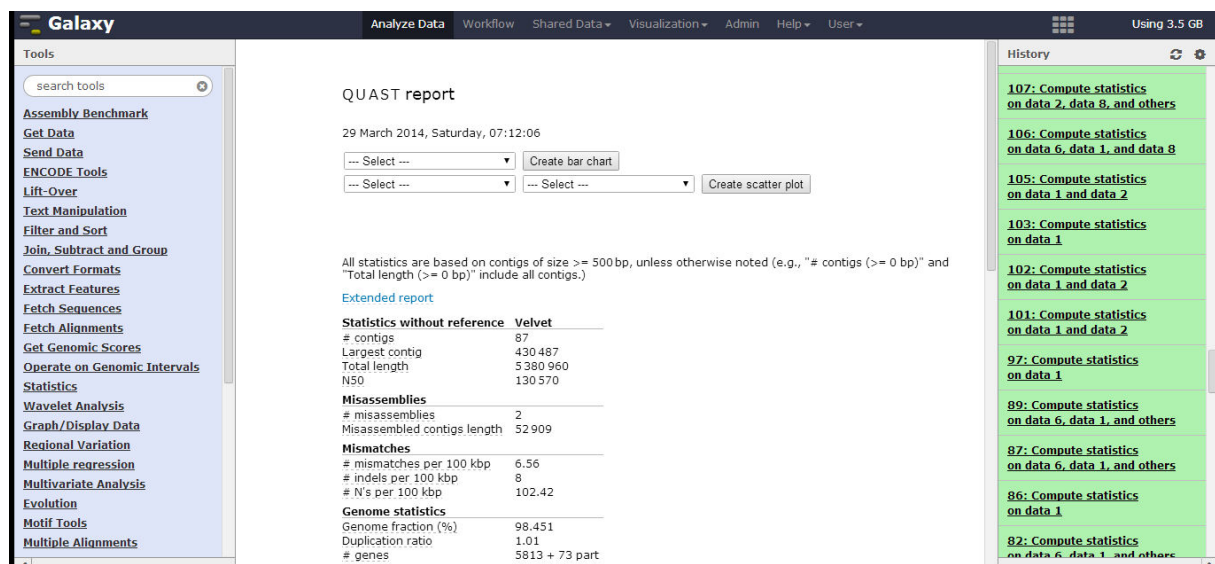 Galaxy
Analyze Data Workflow Shared Data Visualization Admin Help User
Using 3.5 GB
Tools
search tools
Assembly Benchmark
Get Data
Send Data
ENCODE Tools
Lift-Over
Text Manipulation
Filter and Sort
Join, Subtract and Group
Convert Formats
Extract Features
Fetch Sequences
Fetch Alignments
Get Genomic Scores
Operate on Genomic Intervals
Statistics
Wavelet Analysis
Graph/Display Data
Regional Variation
Multiple regression
Multivariate Analysis
Evolution
Motif Tools
Multiple Alignments
QUAST report
29 March 2014, Saturday, 07:12:06
--- Select --- Create bar chart
--- Select --- --- Select --- Create scatter plot
All statistics are based on contigs of size >= 500 bp, unless otherwise noted (e.g., "# contigs (>= 0 bp)" and
"Total length (>= 0 bp)" include all contigs.)
Extended report
Statistics without reference Velvet
# contigs 87
Largest contig 430 487
Total length 5 380 960
N50 130 570
Misassemblies
# misassemblies 2
Misassembled contigs length 52 909
Mismatches
# mismatches per 100 kbp 6.56
# indels per 100 kbp 8
# N's per 100 kbp 102.42
Genome statistics
Genome fraction (%) 98.451
Duplication ratio 1.01
# genes 5813 + 73 part
History
107: Compute statistics
on data 2, data 8, and others
106: Compute statistics
on data 6, data 1, and data 8
105: Compute statistics
on data 1 and data 2
103: Compute statistics
on data 1
102: Compute statistics
on data 1 and data 2
101: Compute statistics
on data 1 and data 2
97: Compute statistics
on data 1
89: Compute statistics
on data 6, data 1, and others
87: Compute statistics
on data 6, data 1, and others
86: Compute statistics
on data 1
82: Compute statistics
on data 6, data 1, and others